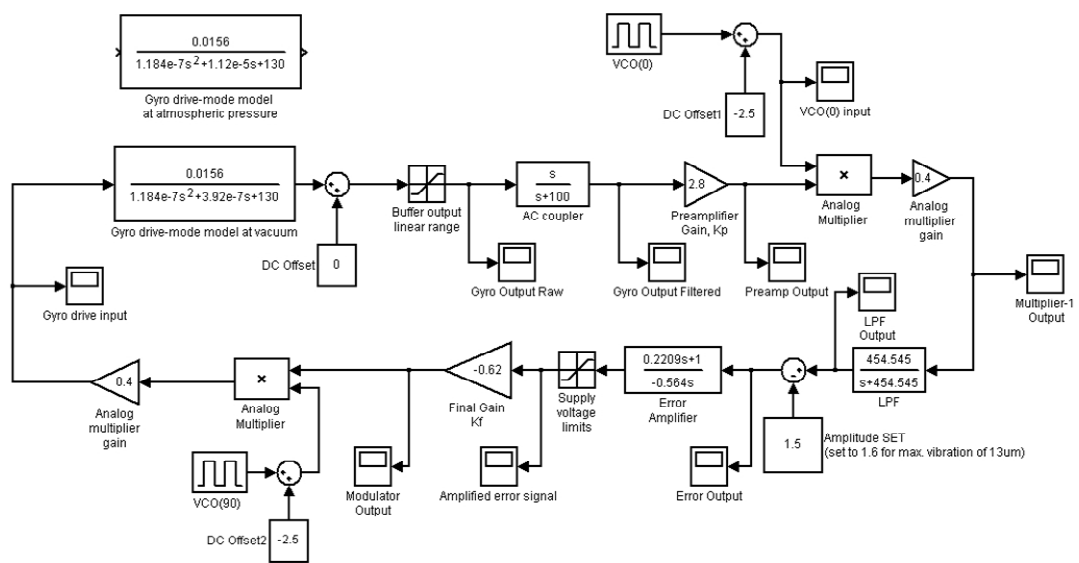 0.0156
1.184e-7s2+1.12e-5s+130
Gyro drive-mode model
at atmospheric pressure
VCO(0)
DC Offset1
-2.5
VCO(0) input
0.0156
1.184e-7s2+3.92e-7s+130
Gyro drive-mode model at vacuum
DC Offset
0
Buffer output
linear range
s
s+100
AC coupler
2.8
Preamplifier
Gain, Kp
×
Analog
Multiplier
0.4
Analog
multiplier
gain
Gyro drive input
Gyro Output Raw
Gyro Output Filtered
Preamp Output
LPF
Output
Multiplier-1
Output
0.4
Analog
multiplier
gain
×
Analog
Multiplier
-0.62
Final Gain
Kf
Supply
voltage
limits
0.2209s+1
-0.564s
Error
Amplifier
454.545
s+454.545
LPF
1.5
Amplitude SET
(set to 1.6 for max. vibration of 13um)
VCO(90)
DC Offset2
-2.5
Modulator
Output
Amplified error signal
Error Output